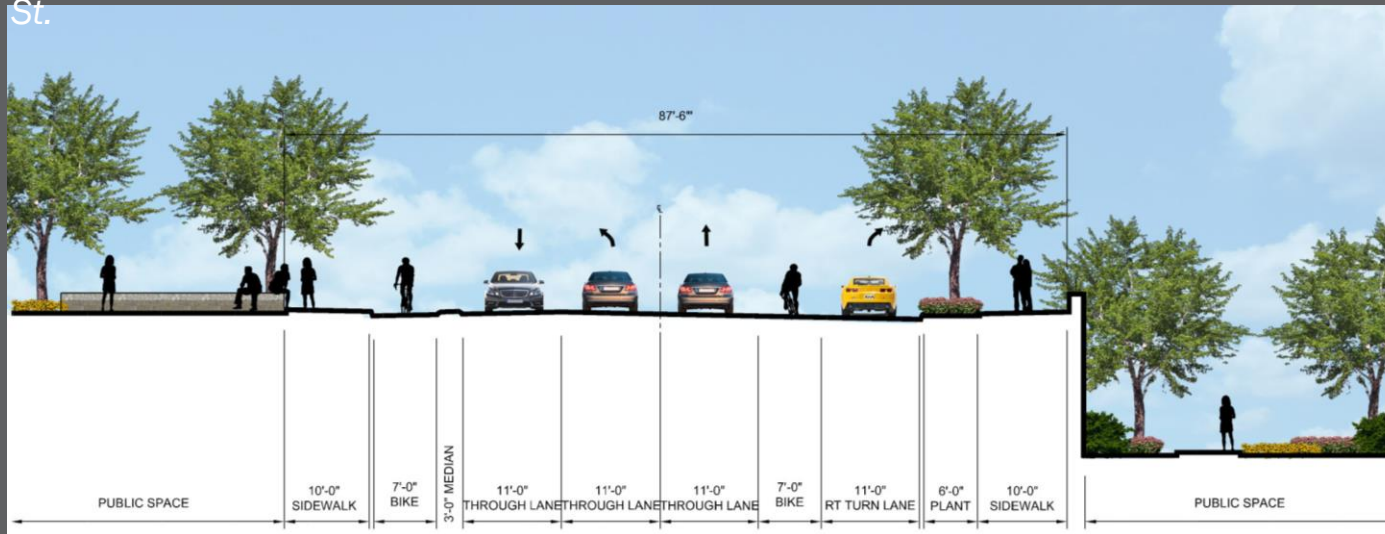 St.
87'-6"'
℄
PUBLIC SPACE
10'-0"
SIDEWALK
7'-0"
BIKE
3'-0" MEDIAN
11'-0"
THROUGH LANE
11'-0"
THROUGH LANE
11'-0"
THROUGH LANE
7'-0"
BIKE
11'-0"
RT TURN LANE
6'-0"
PLANT
10'-0"
SIDEWALK
PUBLIC SPACE